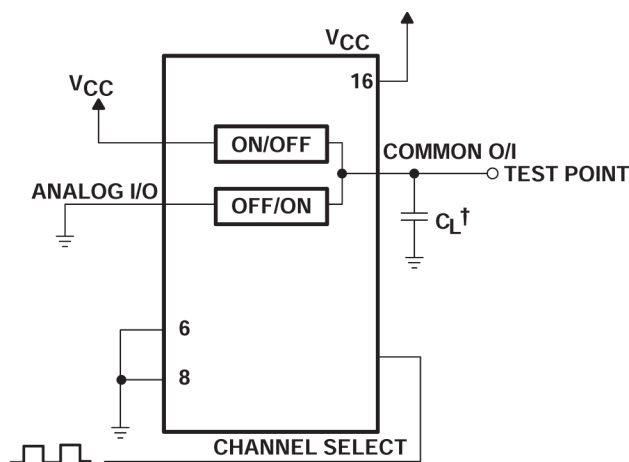 VCC
VCC
16
ON/OFF
COMMON O/I
TEST POINT
ANALOG I/O
OFF/ON
CL†
6
8
CHANNEL SELECT